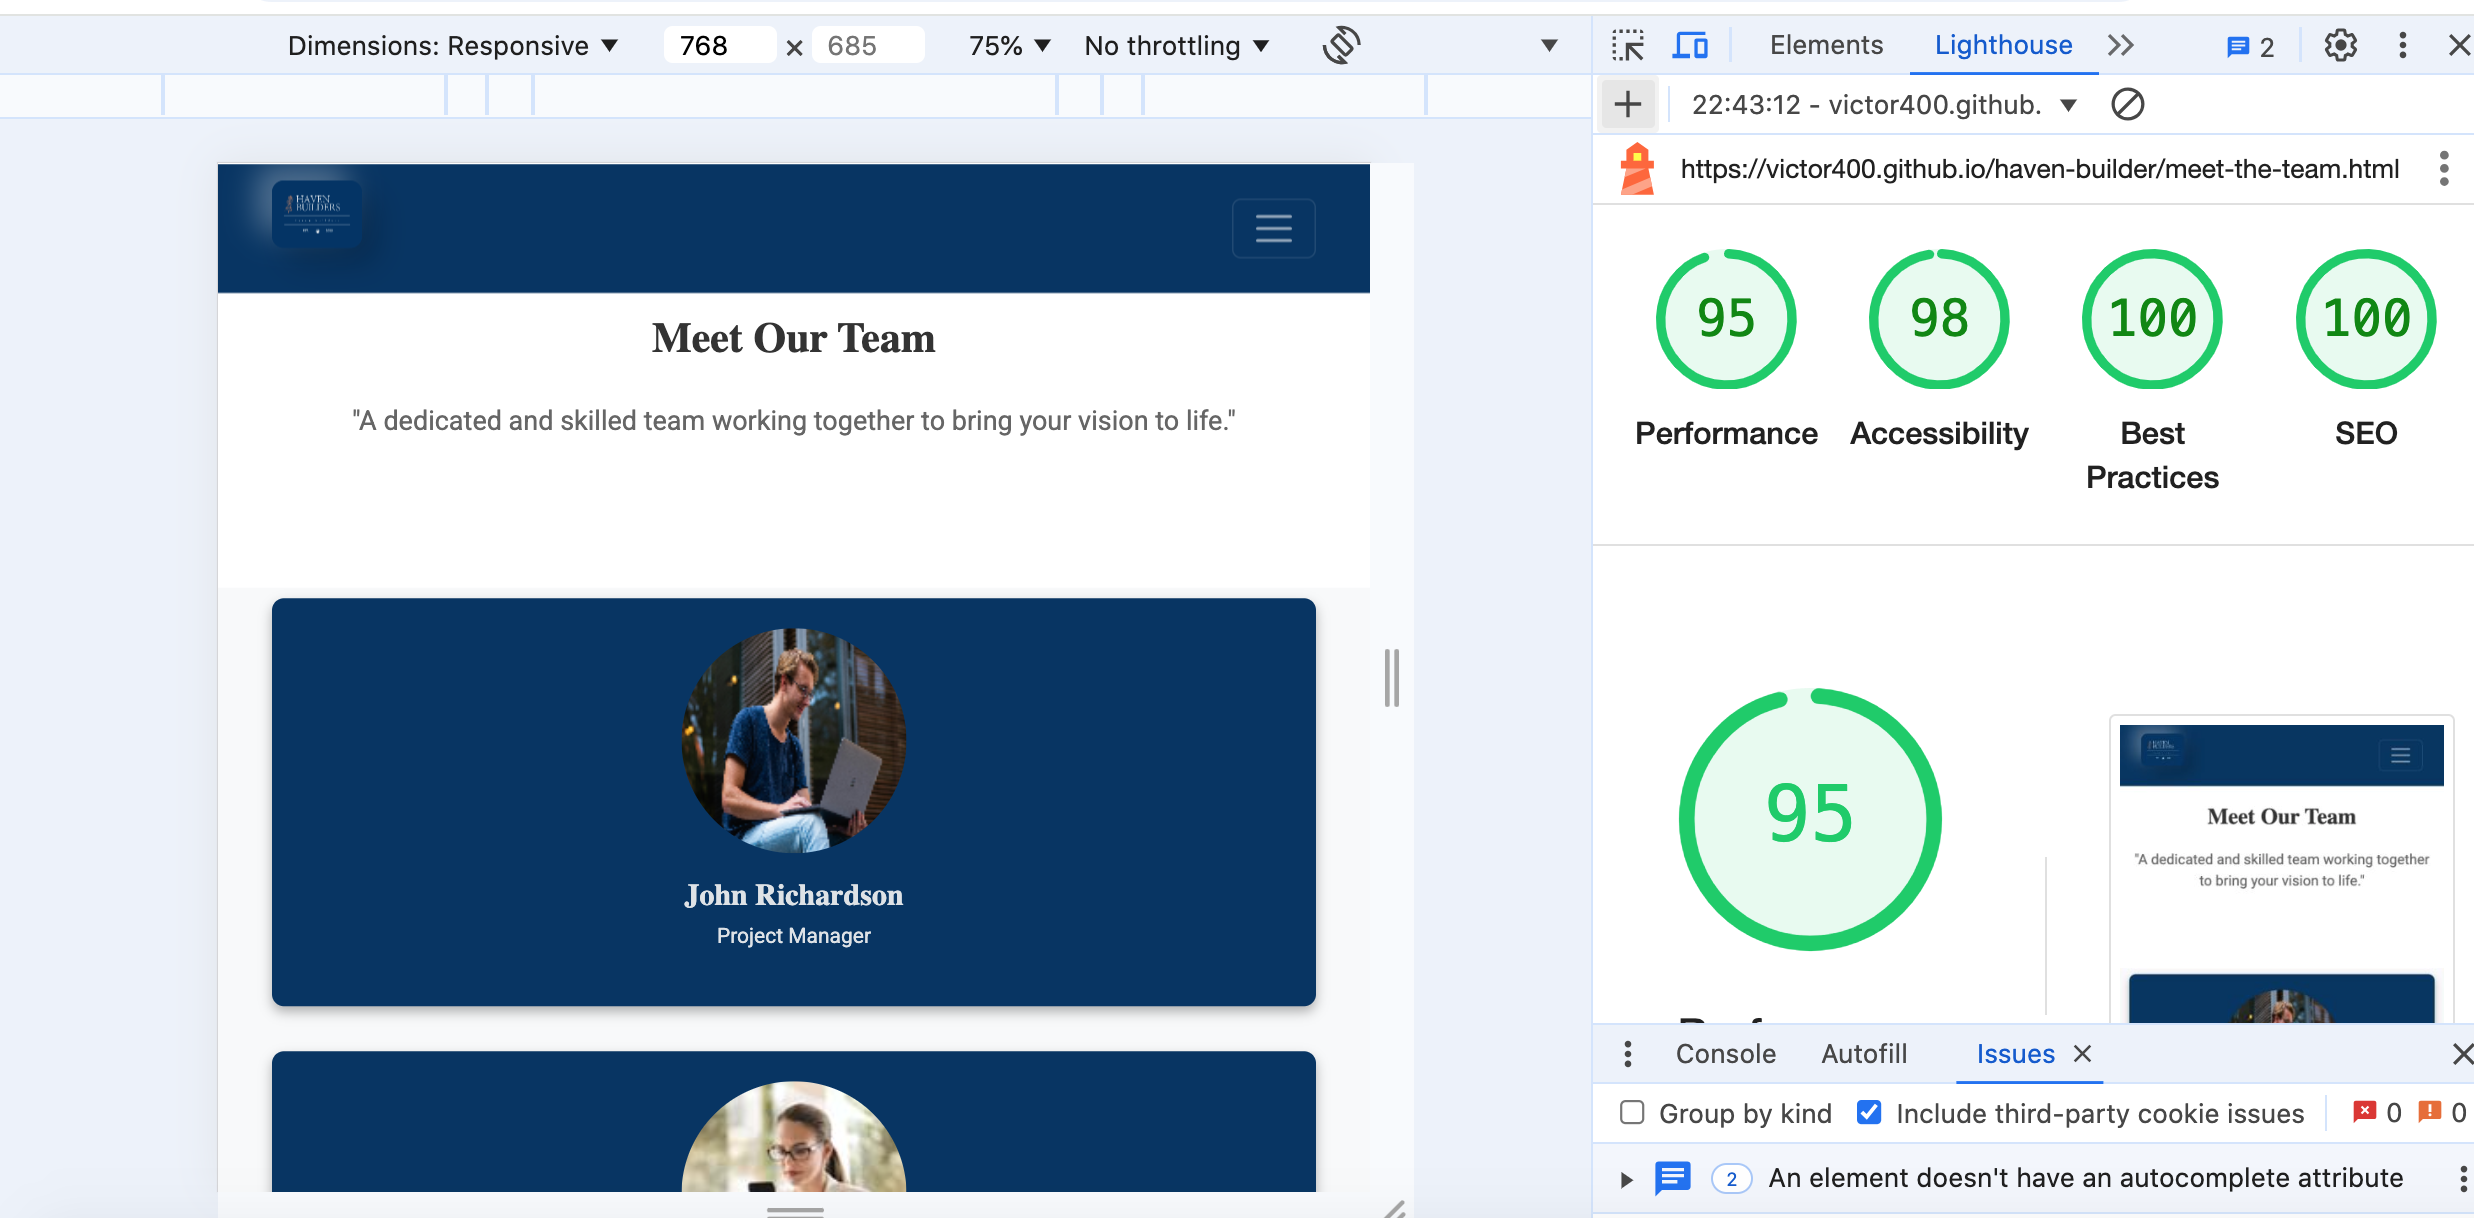 Dimensions: Responsive
768 × 685
75%
No throttling
Elements
Lighthouse
2
22:43:12 - victor400.github.
https://victor400.github.io/haven-builder/meet-the-team.html
HAVEN
BUILDERS
Meet Our Team
"A dedicated and skilled team working together to bring your vision to life."
John Richardson
Project Manager
95
98
100
100
Performance
Accessibility
Best
Practices
SEO
95
Meet Our Team
"A dedicated and skilled team working together
to bring your vision to life."
Console
Autofill
Issues
Group by kind
Include third-party cookie issues
0
0
2
An element doesn't have an autocomplete attribute